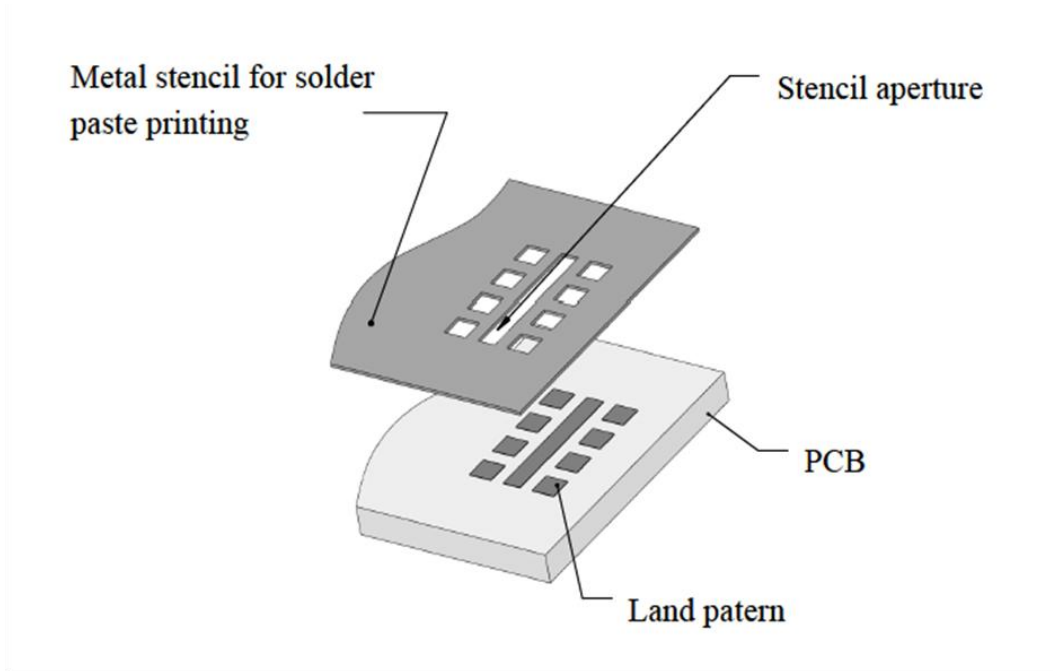 Metal stencil for solder
paste printing
Stencil aperture
PCB
Land patern